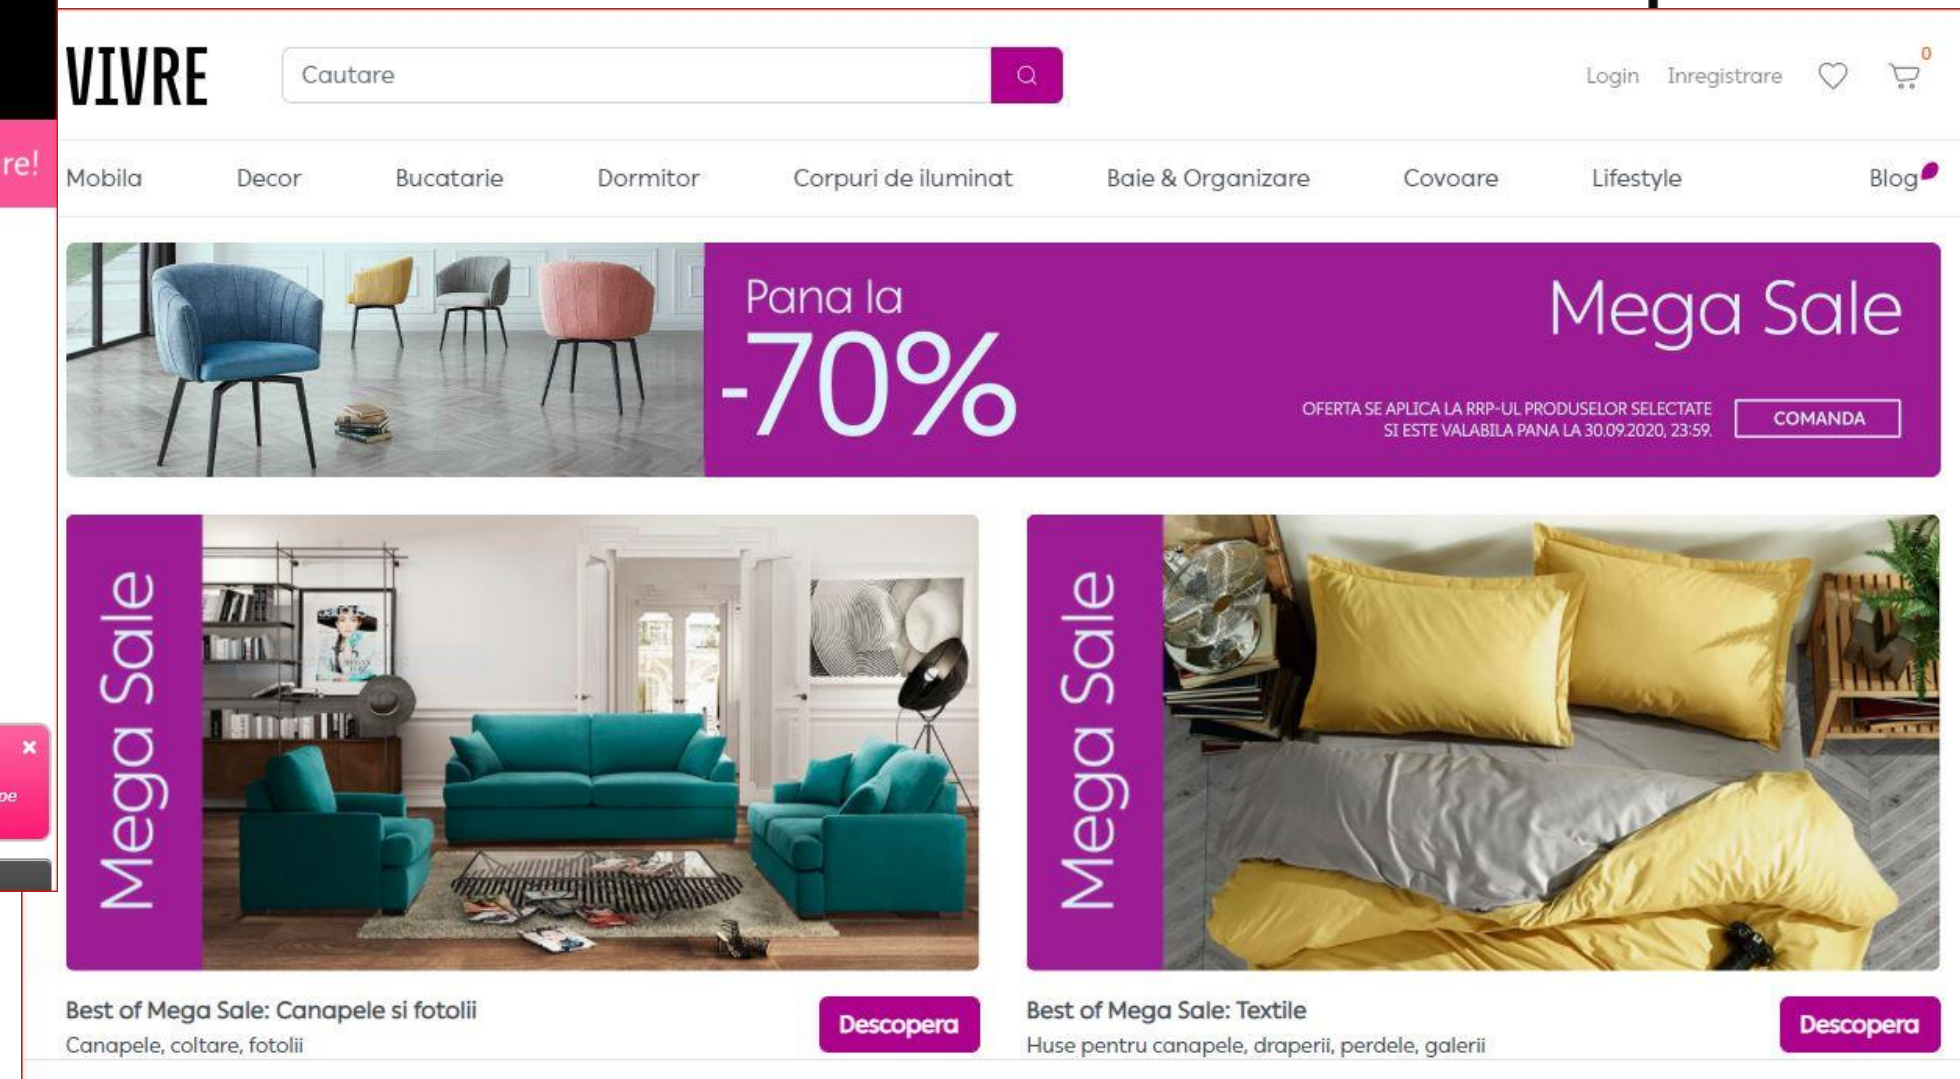 VIVRE
Cautare
Login Inregistrare 0
re!
Mobila Decor Bucatarie Dormitor Corpuri de iluminat Baie & Organizare Covoare Lifestyle Blog
Pana la
-70%
Mega Sale
OFERTA SE APLICA LA RRP-UL PRODUSELOR SELECTATE
SI ESTE VALABILA PANA LA 30.09.2020, 23:59.
COMANDA
Mega Sale
Mega Sale
pe
Best of Mega Sale: Canapele si fotolii
Canapele, coltare, fotolii
Descopera
Best of Mega Sale: Textile
Huse pentru canapele, draperii, perdele, galerii
Descopera